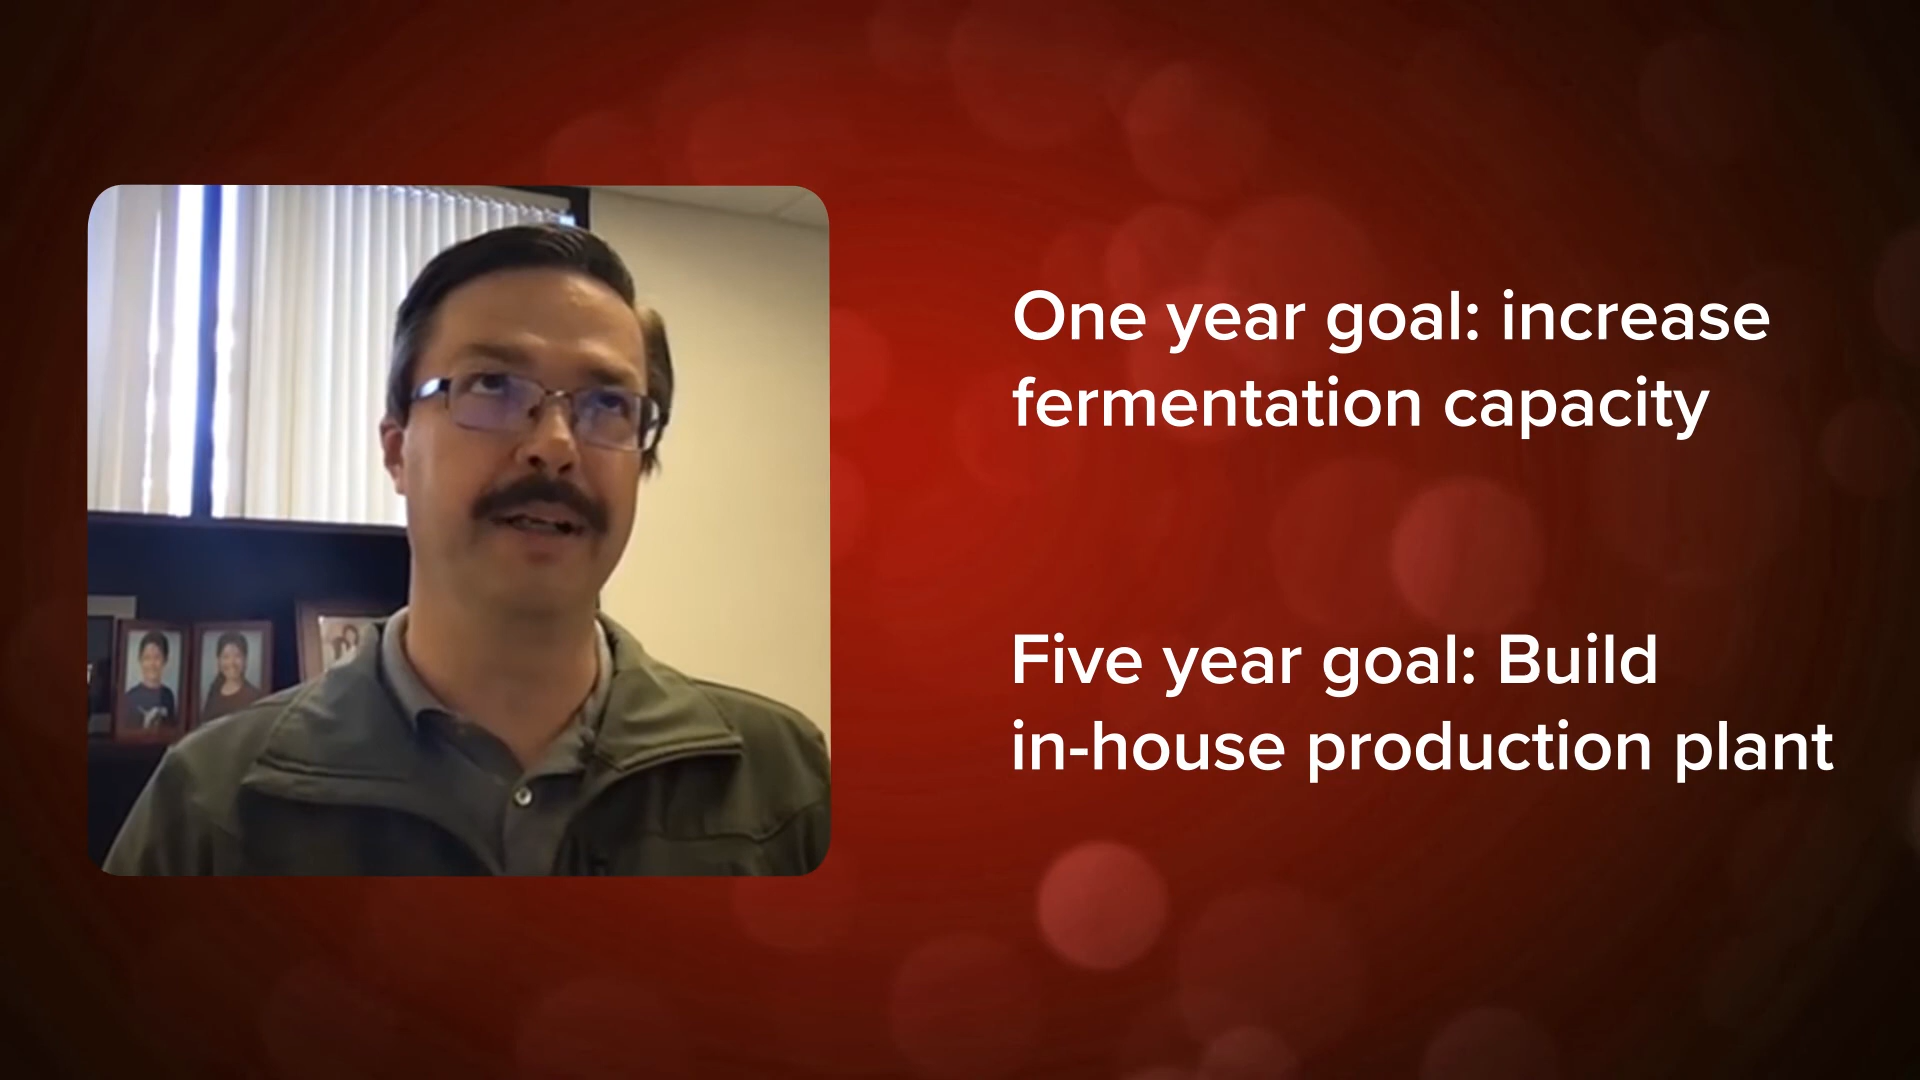 One year goal: increase
fermentation capacity
Five year goal: Build
in-house production plant